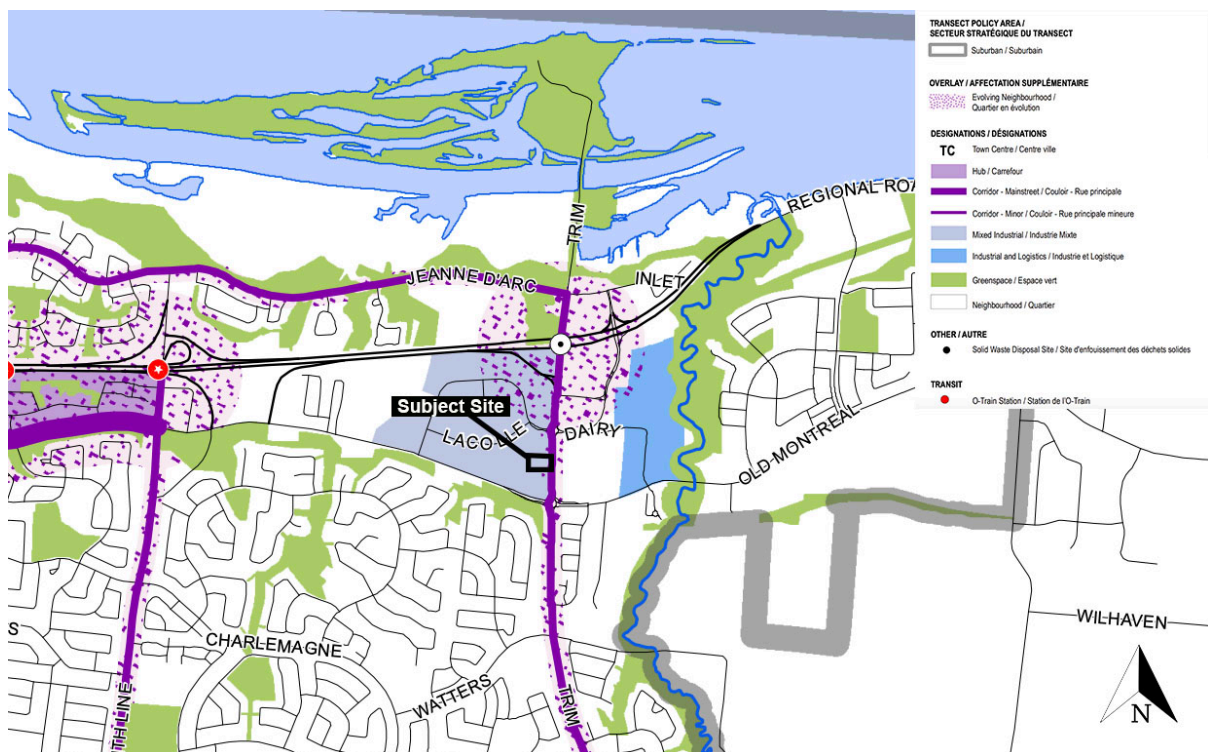 TRANSECT POLICY AREA /
SECTEUR STRATÉGIQUE DU TRANSECT
Suburban / Suburbain
OVERLAY / AFFECTATION SUPPLÉMENTAIRE
Evolving Neighbourhood /
Quartier en évolution
DESIGNATIONS / DÉSIGNATIONS
TC Town Centre / Centre ville
Hub / Carrefour
Corridor - Mainstreet / Couloir - Rue principale
Corridor - Minor / Couloir - Rue principale mineure
Mixed Industrial / Industrie Mixte
Industrial and Logistics / Industrie et Logistique
Greenspace / Espace vert
Neighbourhood / Quartier
OTHER / AUTRE
Solid Waste Disposal Site / Site d'enfouissement des déchets solides
TRANSIT
O-Train Station / Station de l'O-Train
REGIONAL ROA
TRIM
JEANNE D'ARC
INLET
Subject Site
LACOLLE
DAIRY
OLD MONTREAL
WILHAVEN
S
CHARLEMAGNE
WATTERS
TH LINE
TRIM
N